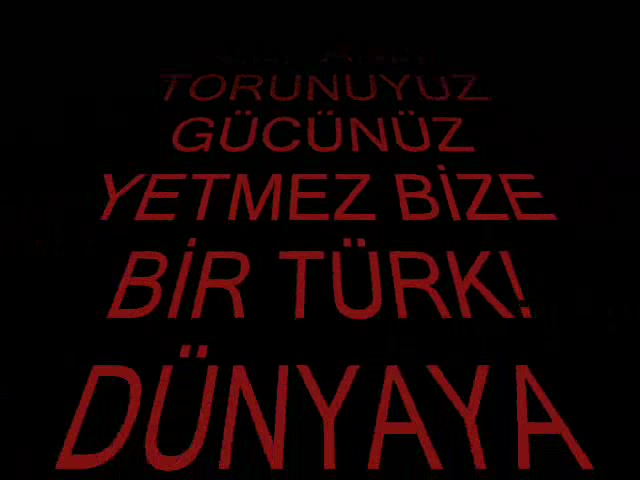 TORUNUYUZ
GÜCÜNÜZ
YETMEZ BİZE
BİR TÜRK!
DÜNYAYA